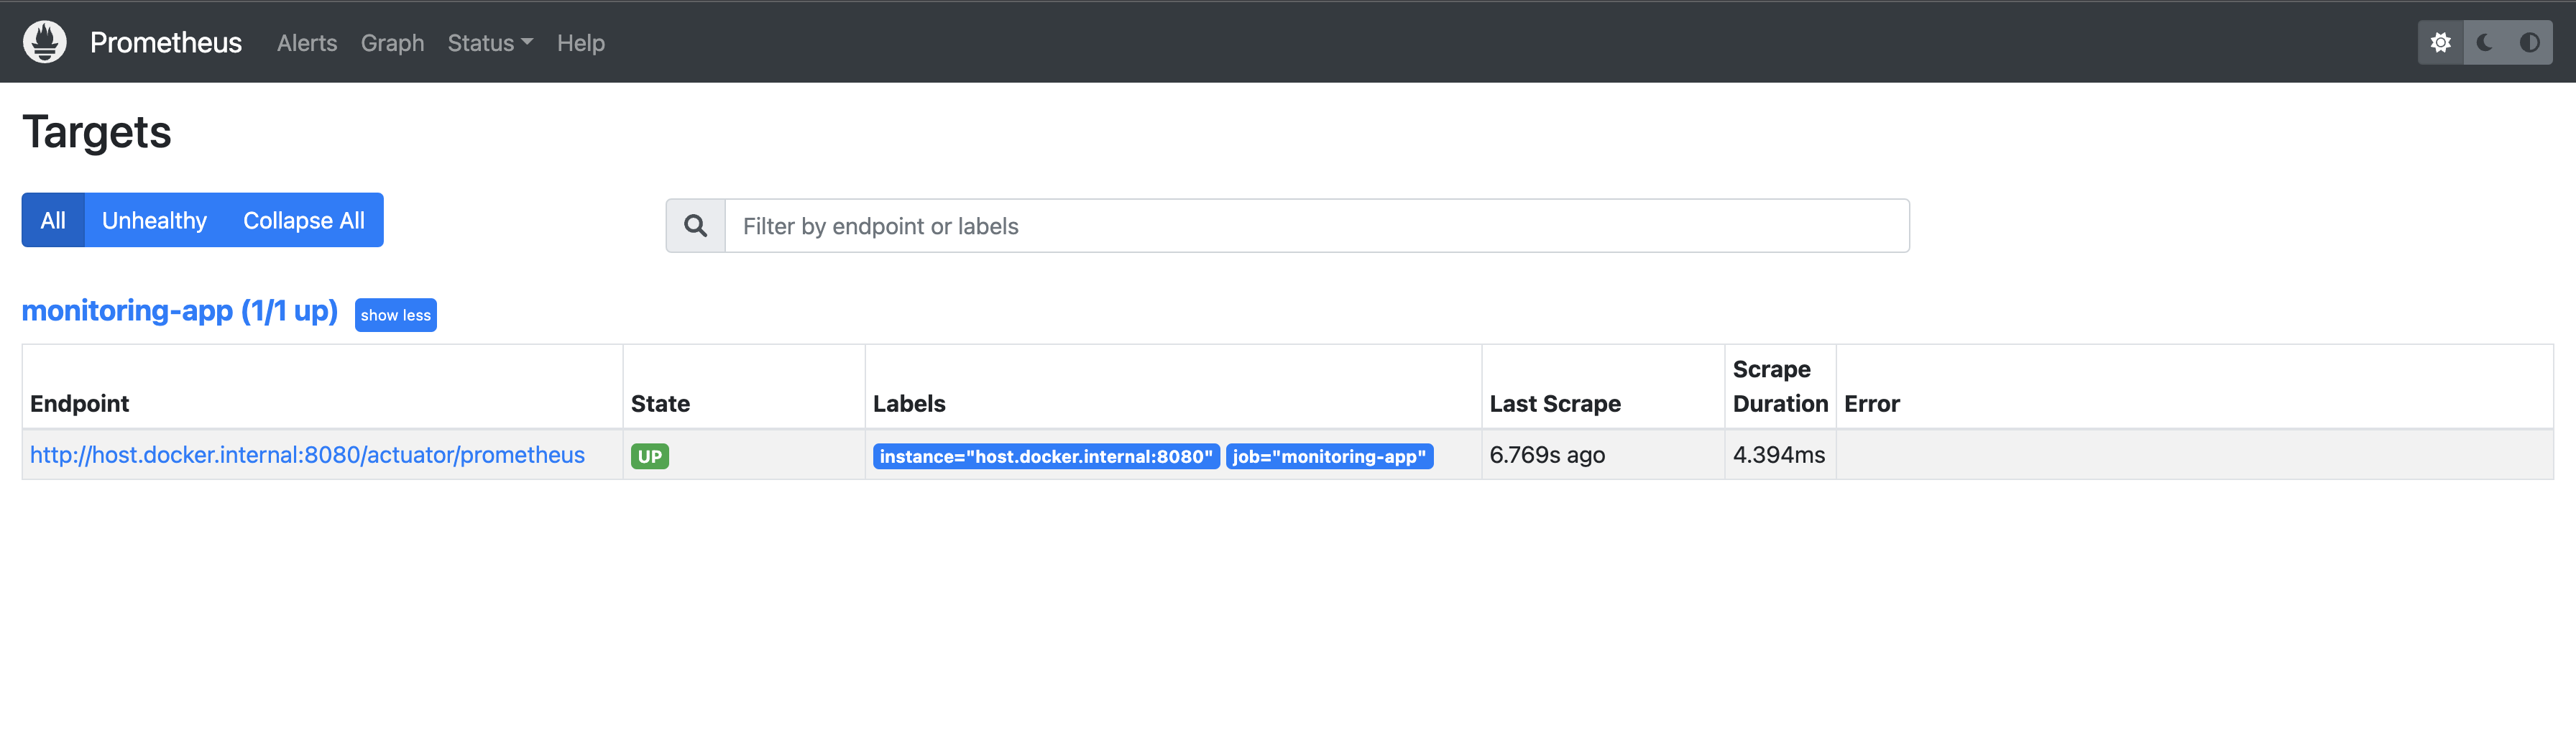 Prometheus Alerts Graph Status Help
Targets
All Unhealthy Collapse All
Filter by endpoint or labels
monitoring-app (1/1 up) show less
Endpoint State Labels Last Scrape Scrape Duration Error
http://host.docker.internal:8080/actuator/prometheus UP instance="host.docker.internal:8080" job="monitoring-app" 6.769s ago 4.394ms